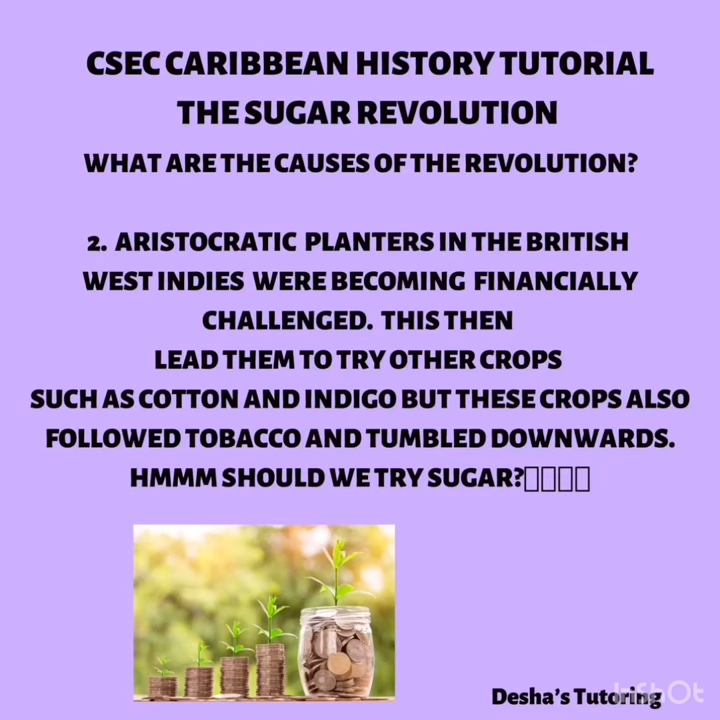 CSEC CARIBBEAN HISTORY TUTORIAL
THE SUGAR REVOLUTION
WHAT ARE THE CAUSES OF THE REVOLUTION?
2. ARISTOCRATIC PLANTERS IN THE BRITISH
WEST INDIES WERE BECOMING FINANCIALLY
CHALLENGED. THIS THEN
LEAD THEM TO TRY OTHER CROPS
SUCH AS COTTON AND INDIGO BUT THESE CROPS ALSO
FOLLOWED TOBACCO AND TUMBLED DOWNWARDS.
HMMM SHOULD WE TRY SUGAR?
Desha's Tutoring